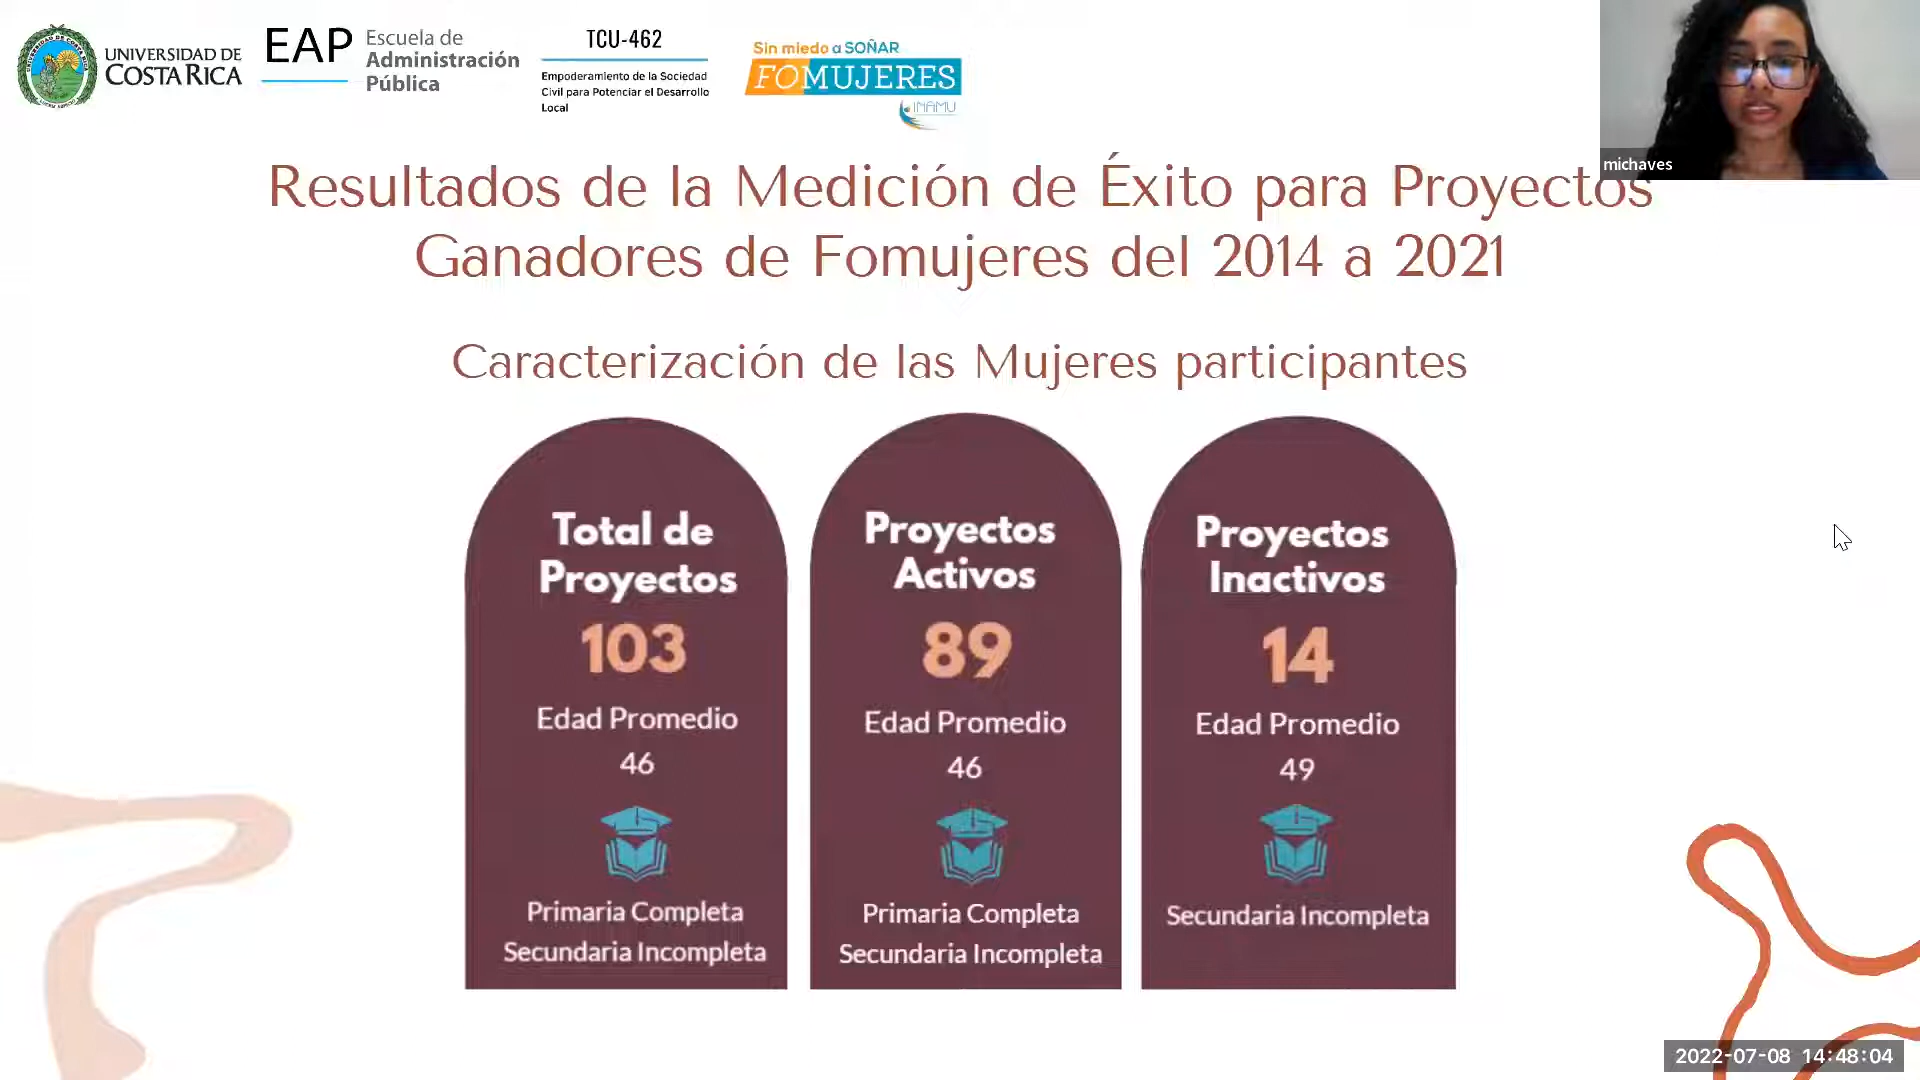 UNIVERSIDAD DE
COSTA RICA
EAP
Escuela de
Administración
Pública
TCU-462
Empoderamiento de la Sociedad
Civil para Potenciar el Desarrollo
Local
Sin miedo a SOÑAR
FOMUJERES
INAMU
michaves
Resultados de la Medición de Éxito para Proyectos
Ganadores de Fomujeres del 2014 a 2021
Caracterización de las Mujeres participantes
Total de
Proyectos
103
Edad Promedio
46
Primaria Completa
Secundaria Incompleta
Proyectos
Activos
89
Edad Promedio
46
Primaria Completa
Secundaria Incompleta
Proyectos
Inactivos
14
Edad Promedio
49
Secundaria Incompleta
2022-07-08 14:48:04